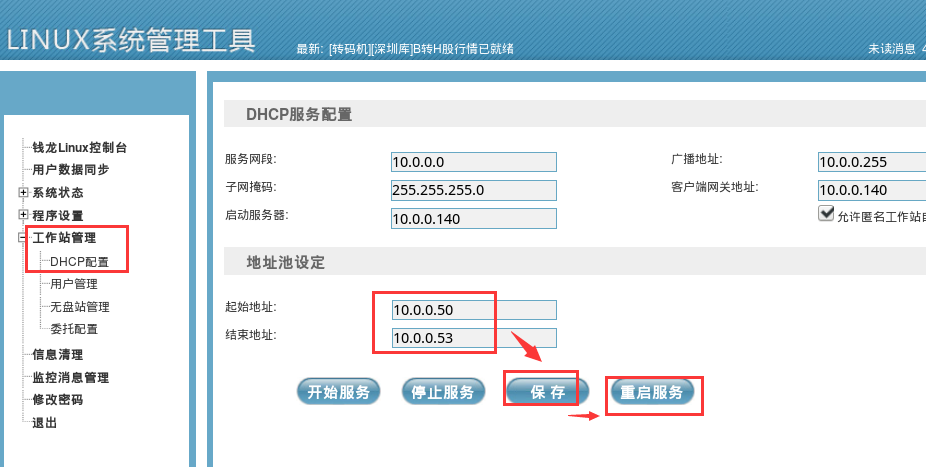 LINUX系统管理工具
最新: [转码机][深圳库]B转H股行情已就绪
未读消息
钱龙Linux控制台
用户数据同步
系统状态
程序设置
工作站管理
DHCP配置
用户管理
无盘站管理
委托配置
信息清理
监控消息管理
修改密码
退出
DHCP服务配置
服务网段: 10.0.0.0 广播地址: 10.0.0.255
子网掩码: 255.255.255.0 客户端网关地址: 10.0.0.140
启动服务器: 10.0.0.140 允许匿名工作站
地址池设定
起始地址: 10.0.0.50
结束地址: 10.0.0.53
开始服务 停止服务 保 存 重启服务